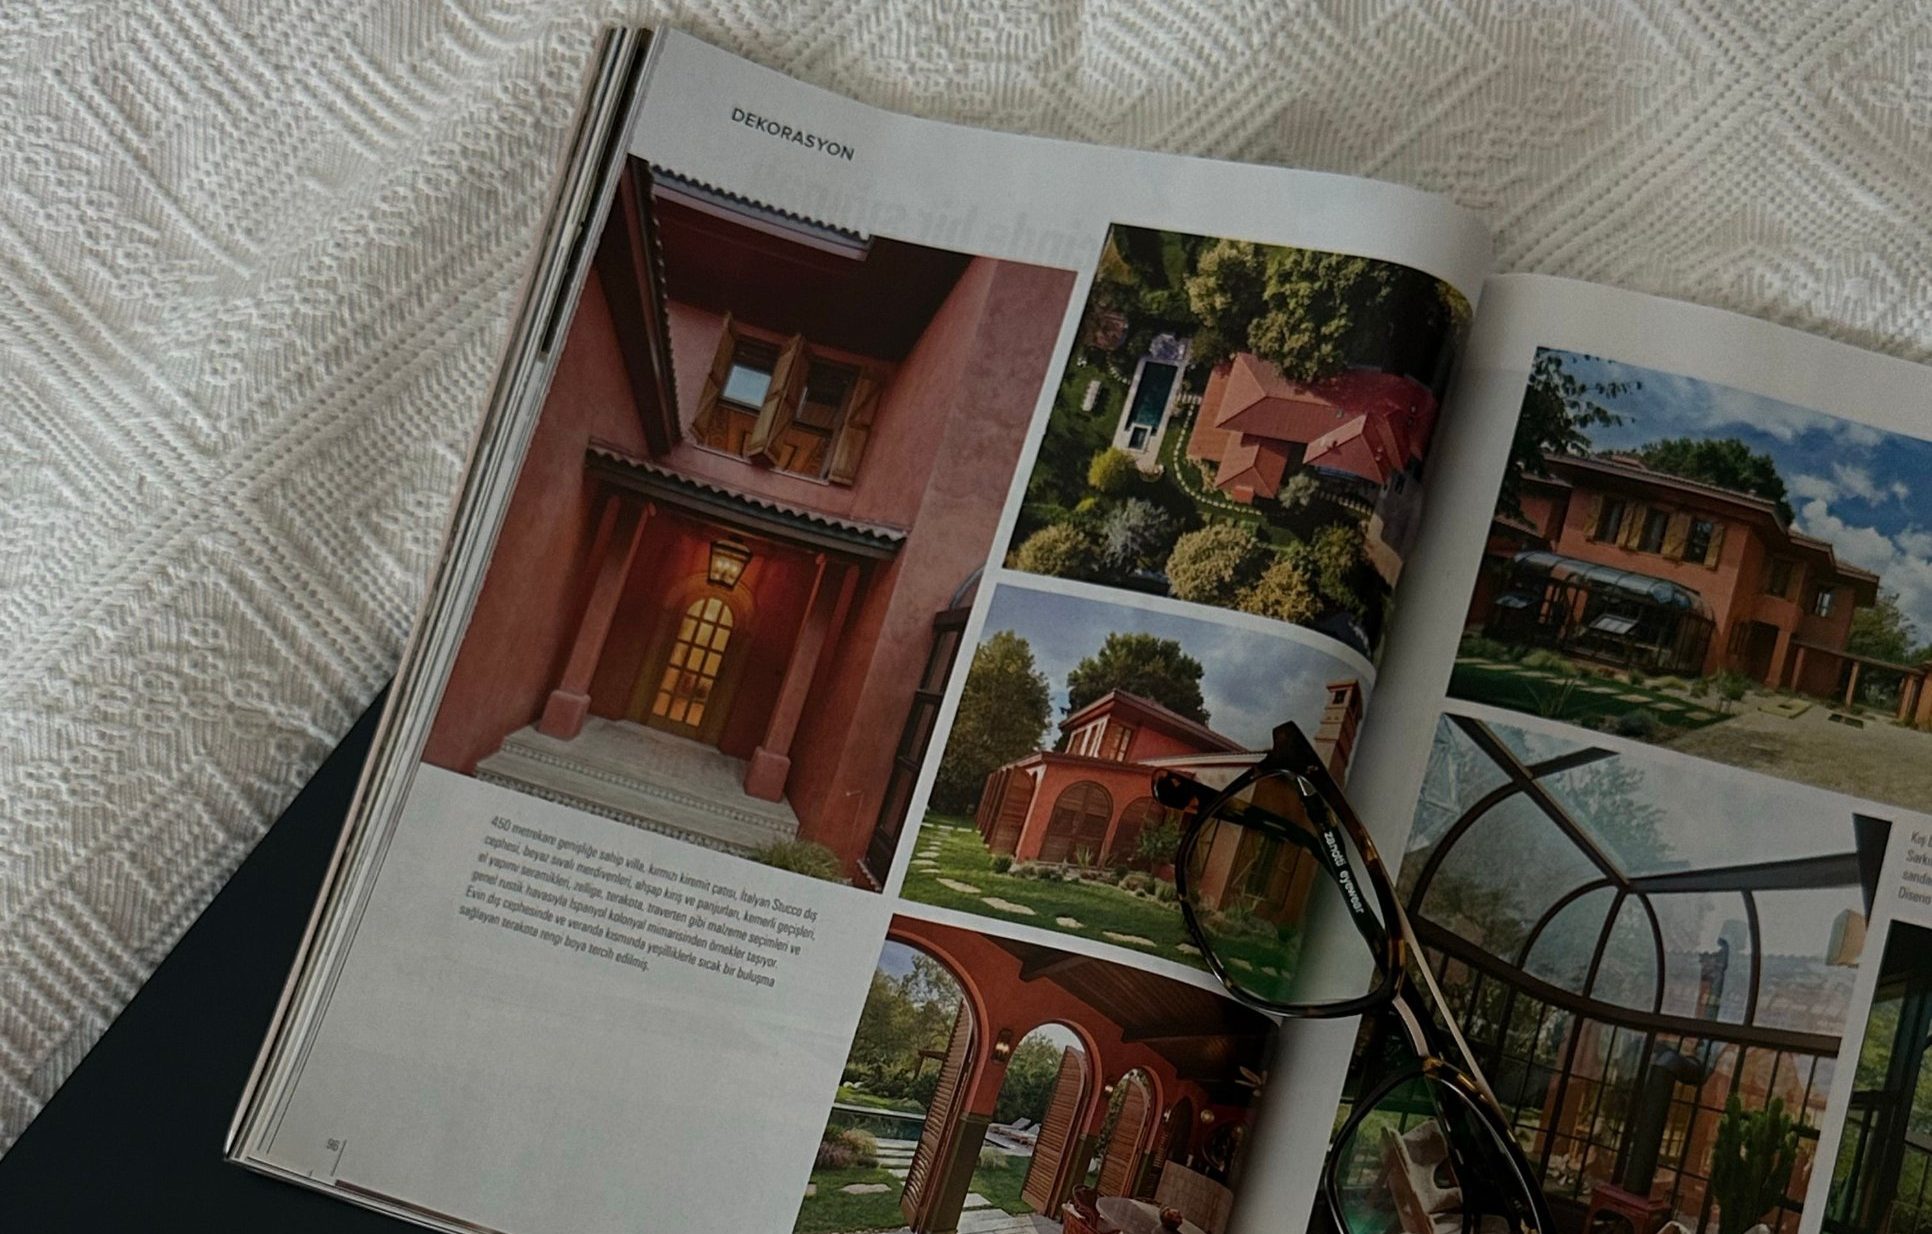 DEKORASYON
450 metrekare genişliğe sahip villa, kırmızı kiremit çatısı, İtalyan Stucco dış
cephesi, beyaz sıvalı merdivenleri, ahşap kiriş ve panjurları, kemerli geçişleri,
el yapımı seramikleri, zellige, terakota, traverten gibi malzeme seçimleri ve
genel rustik havasıyla İspanyol kolonyal mimarisinden örnekler taşıyor.
Evin dış cephesinde ve veranda kısmında yeşilliklerle sıcak bir buluşma
sağlayan terakota rengi boya tercih edilmiş.
96
zanotti eyewear